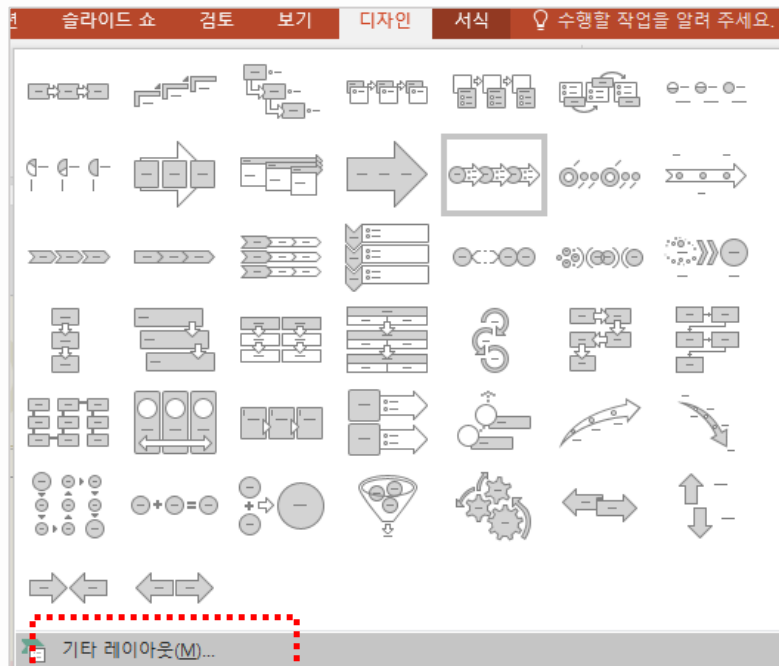 슬라이드 쇼 검토 보기 디자인 서식 수행할 작업을 알려 주세요.
기타 레이아웃(M)...